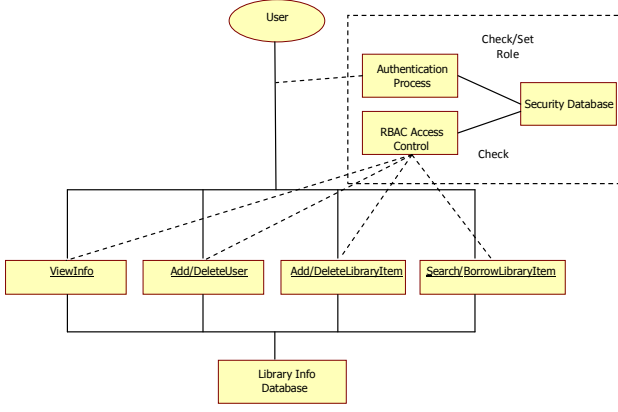 User
Check/Set
Role
Authentication
Process
Security Database
RBAC Access
Control
Check
ViewInfo
Add/DeleteUser
Add/DeleteLibraryItem
Search/BorrowLibraryItem
Library Info
Database